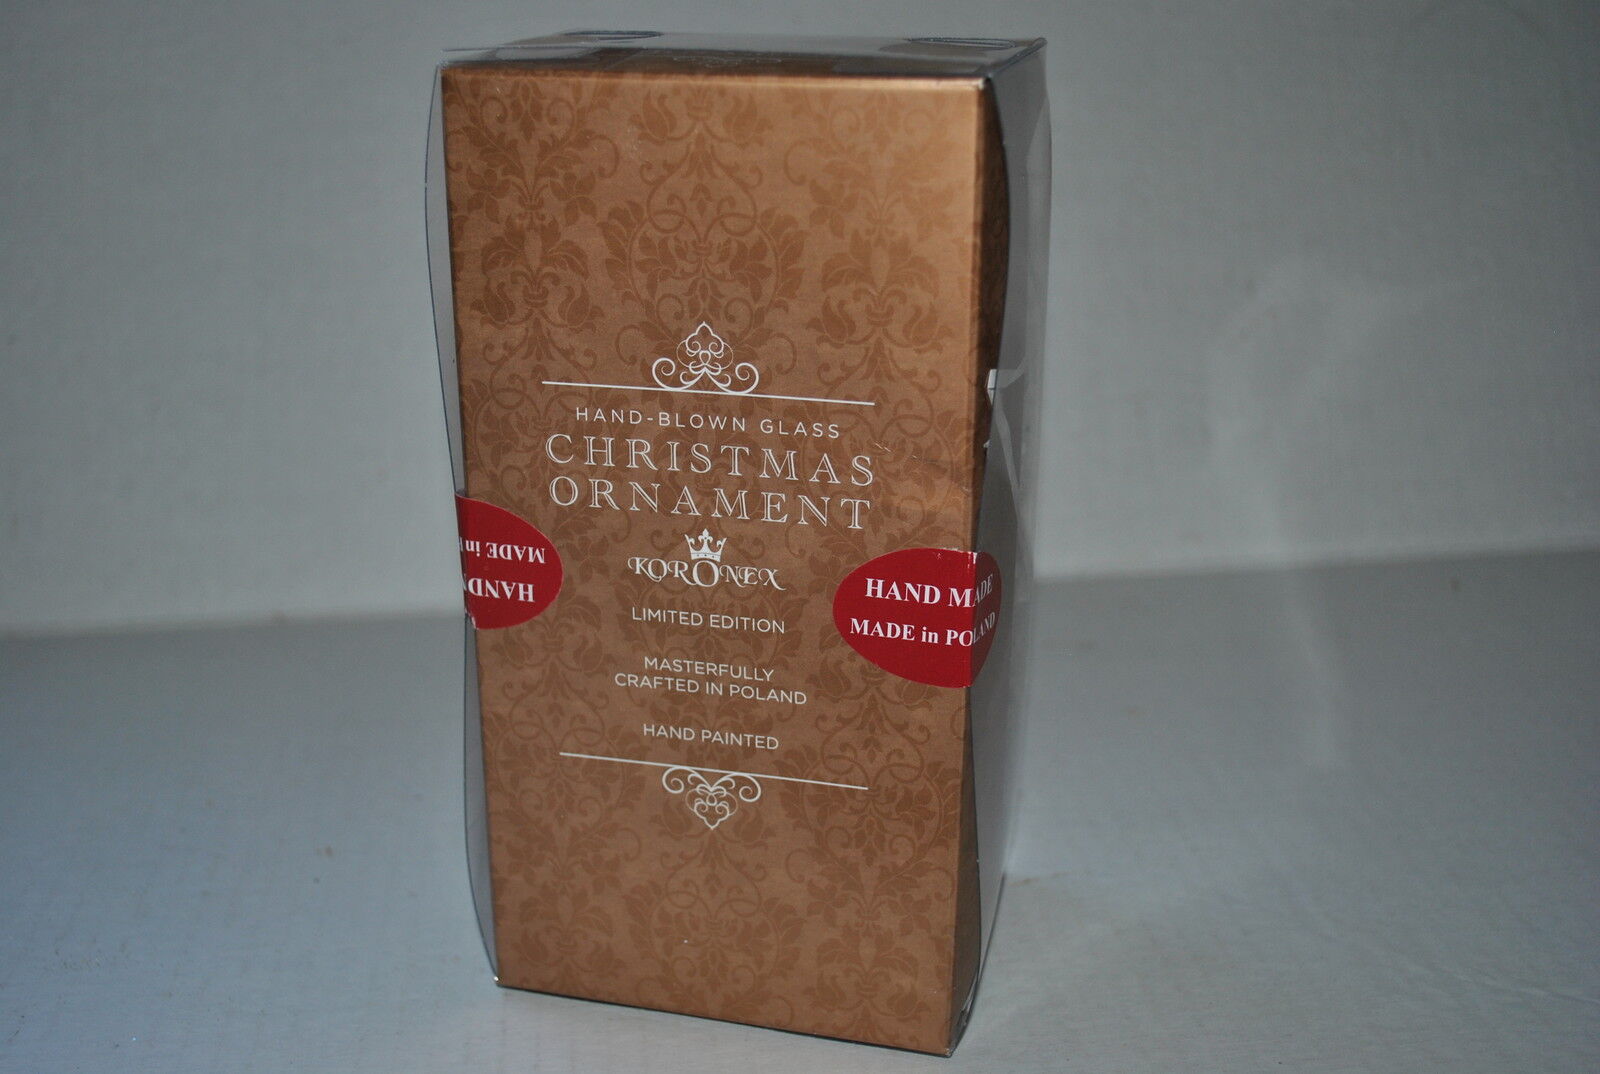 HAND-BLOWN GLASS
CHRISTMAS
ORNAMENT
KORONEX
LIMITED EDITION
MASTERFULLY
CRAFTED IN POLAND
HAND PAINTED
HAND MADE
MADE in POLAND
HAND
MADE in